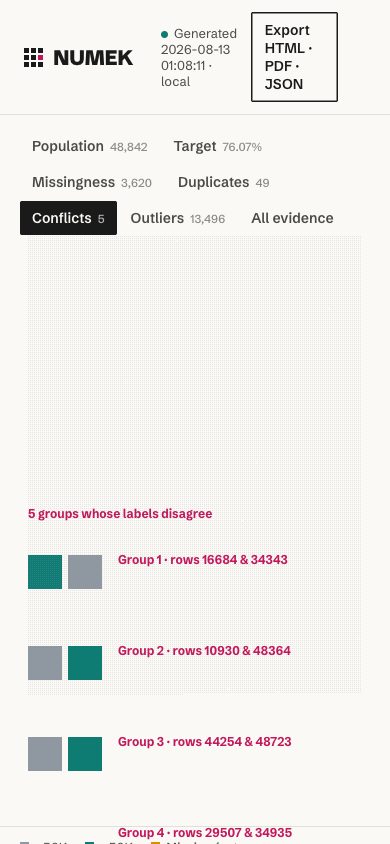 NUMEK
Generated
2026-08-13
01:08:11 ·
local
Export
HTML ·
PDF ·
JSON
Population 48,842 Target 76.07%
Missingness 3,620 Duplicates 49
Conflicts 5 Outliers 13,496 All evidence
5 groups whose labels disagree
Group 1 · rows 16684 & 34343
Group 2 · rows 10930 & 48364
Group 3 · rows 44254 & 48723
Group 4 · rows 29507 & 34935